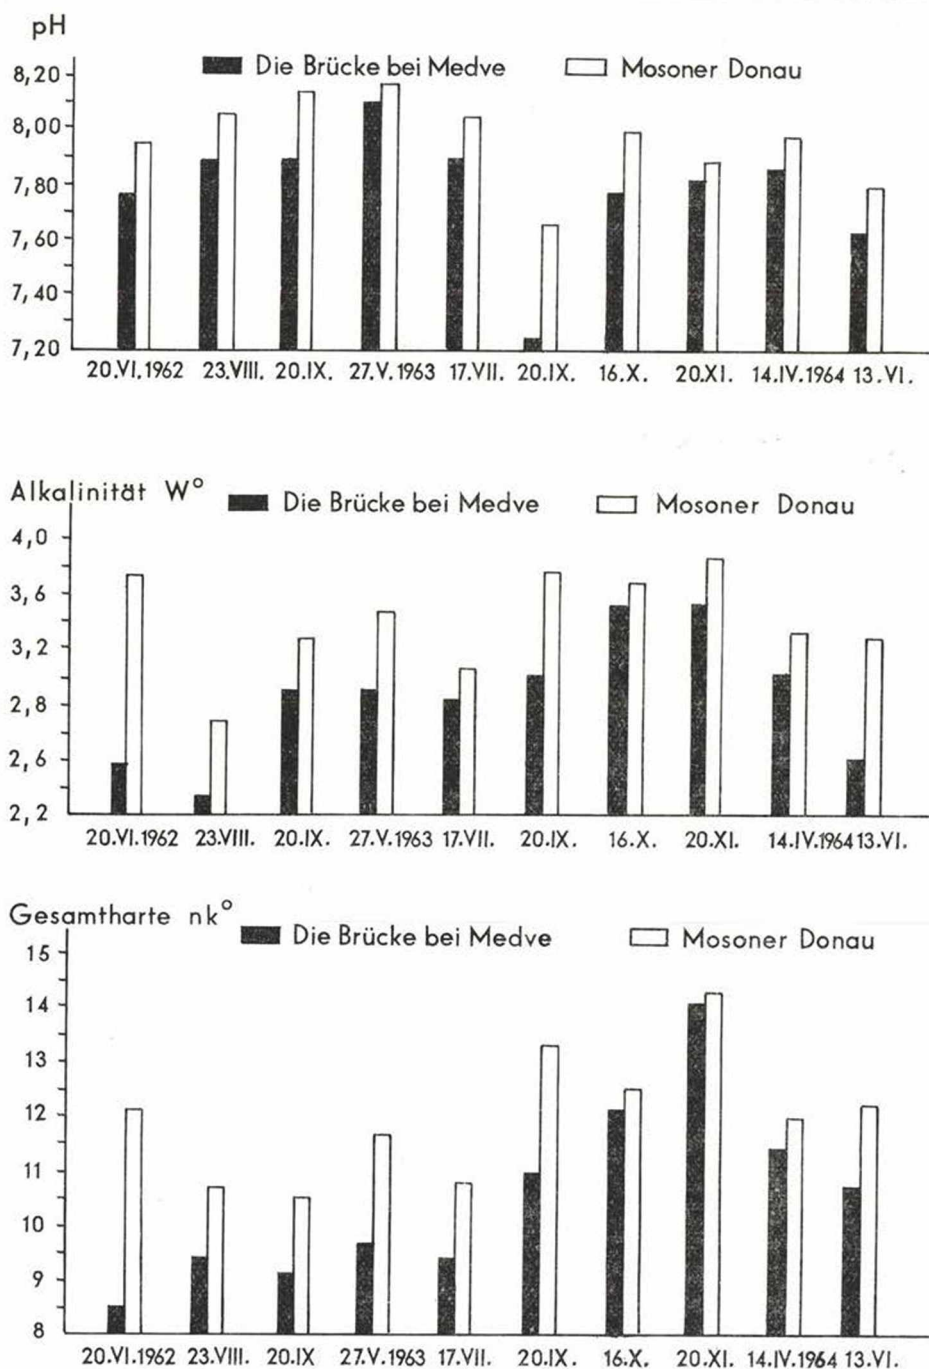 pH
Die Brücke bei Medve Mosoner Donau
8,20
8,00
7,80
7,60
7,40
7,20
20.VI.1962 23.VIII. 20.IX. 27.V.1963 17.VII. 20.IX. 16.X. 20.XI. 14.IV.1964 13.VI.
Alkalinität W°
Die Brücke bei Medve Mosoner Donau
4,0
3,6
3,2
2,8
2,6
2,2
20.VI.1962 23.VIII. 20.IX. 27.V.1963 17.VII. 20.IX. 16.X. 20.XI. 14.IV.1964 13.VI.
Gesamtharte nk°
Die Brücke bei Medve Mosoner Donau
15
14
13
12
11
10
9
8
20.VI.1962 23.VIII. 20.IX 27.V.1963 17.VII. 20.IX. 16.X. 20.XI. 14.IV.1964 13.VI.